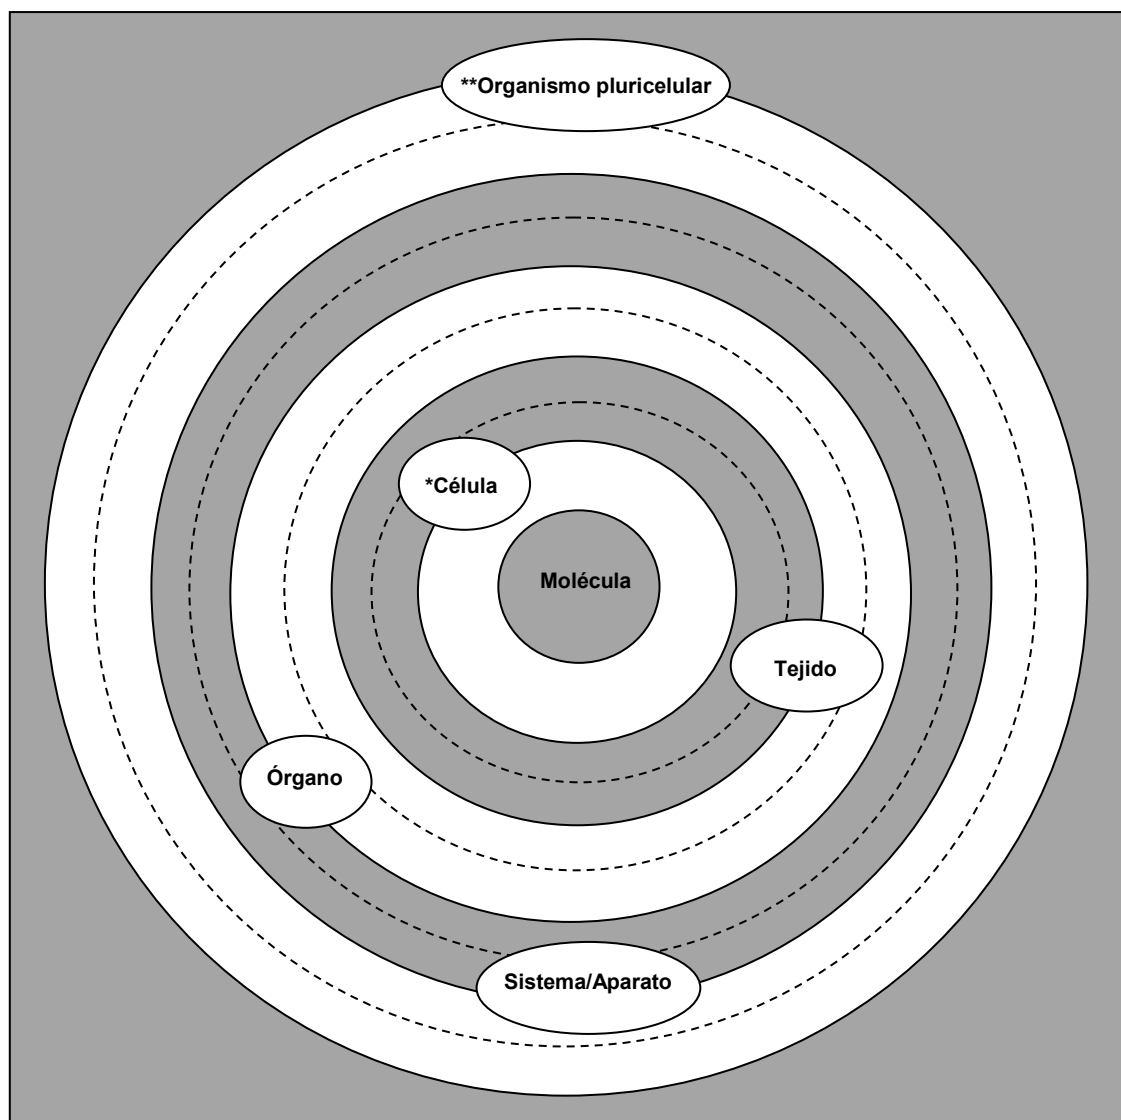 **Organismo pluricelular
*Célula
Molécula
Tejido
Órgano
Sistema/Aparato